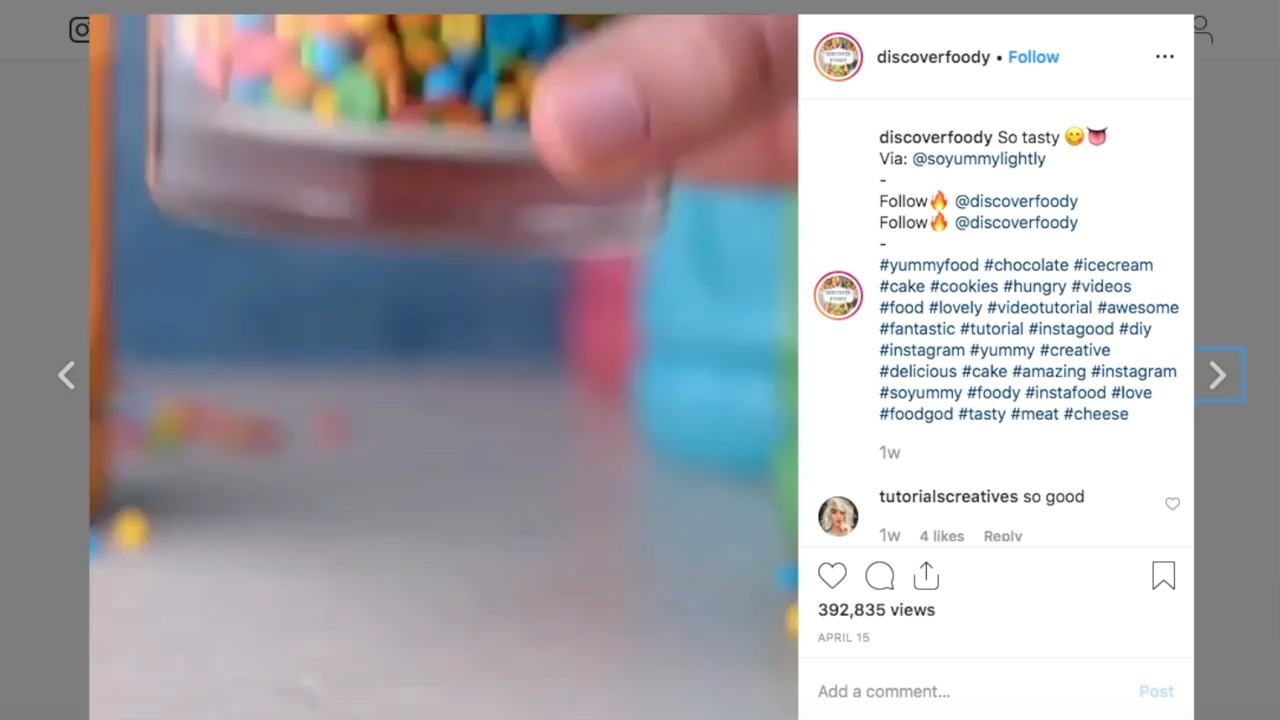 discoverfoody • Follow
discoverfoody So tasty 😋👅
Via: @soyummylightly
-
Follow🔥 @discoverfoody
Follow🔥 @discoverfoody
-
#yummyfood #chocolate #icecream
#cake #cookies #hungry #videos
#food #lovely #videotutorial #awesome
#fantastic #tutorial #instagood #diy
#instagram #yummy #creative
#delicious #cake #amazing #instagram
#soyummy #foody #instafood #love
#foodgod #tasty #meat #cheese
1w
tutorialscreatives so good
1w 4 likes Reply
392,835 views
APRIL 15
Add a comment... Post